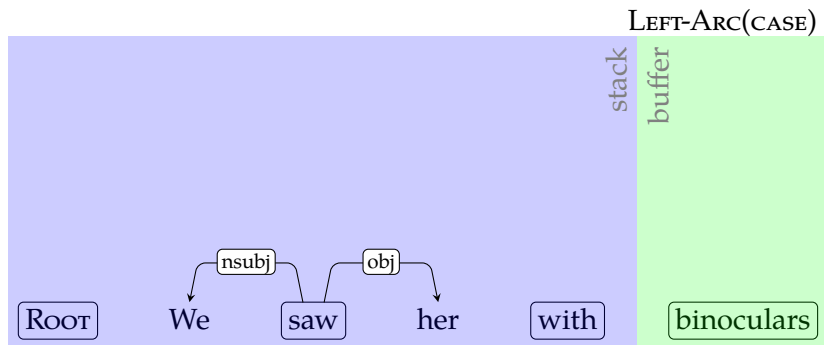 LEFT-ARC(CASE)
stack
buffer
nsubj
obj
ROOT We saw her with binoculars